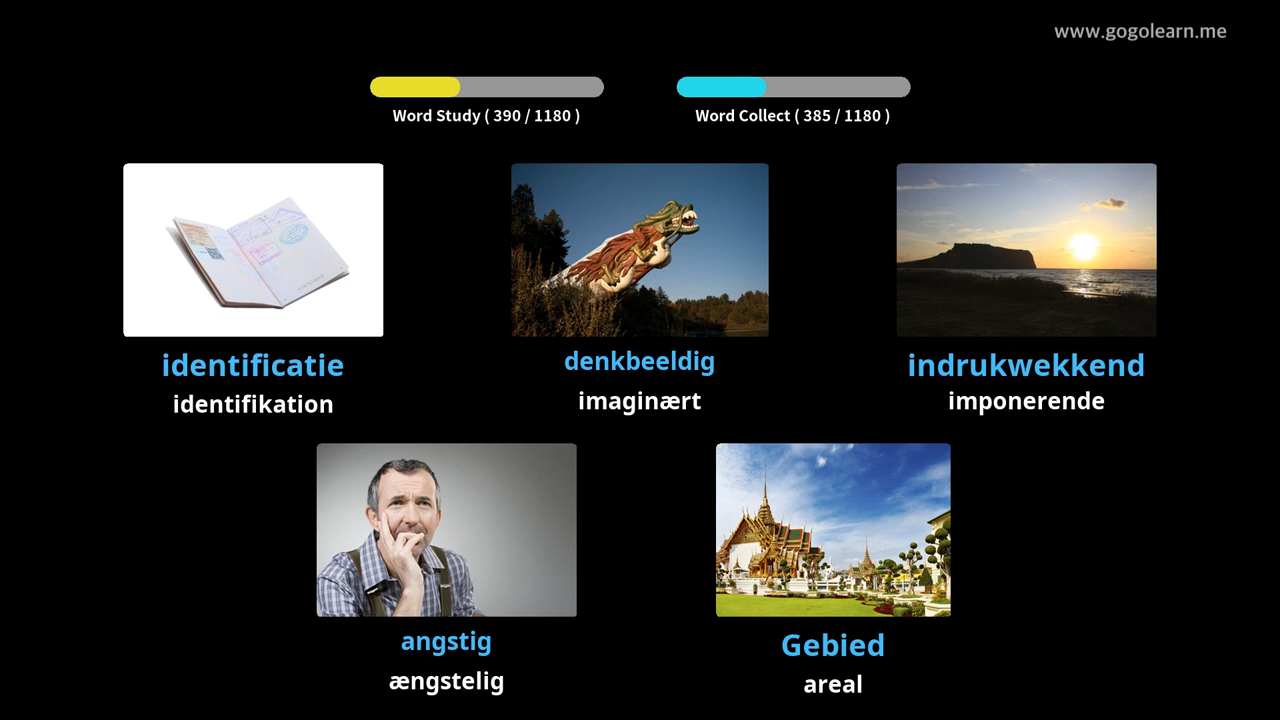 www.gogolearn.me
Word Study ( 390 / 1180 )
Word Collect ( 385 / 1180 )
identificatie
identifikation
denkbeeldig
imaginært
indrukwekkend
imponerende
angstig
ængstelig
Gebied
areal